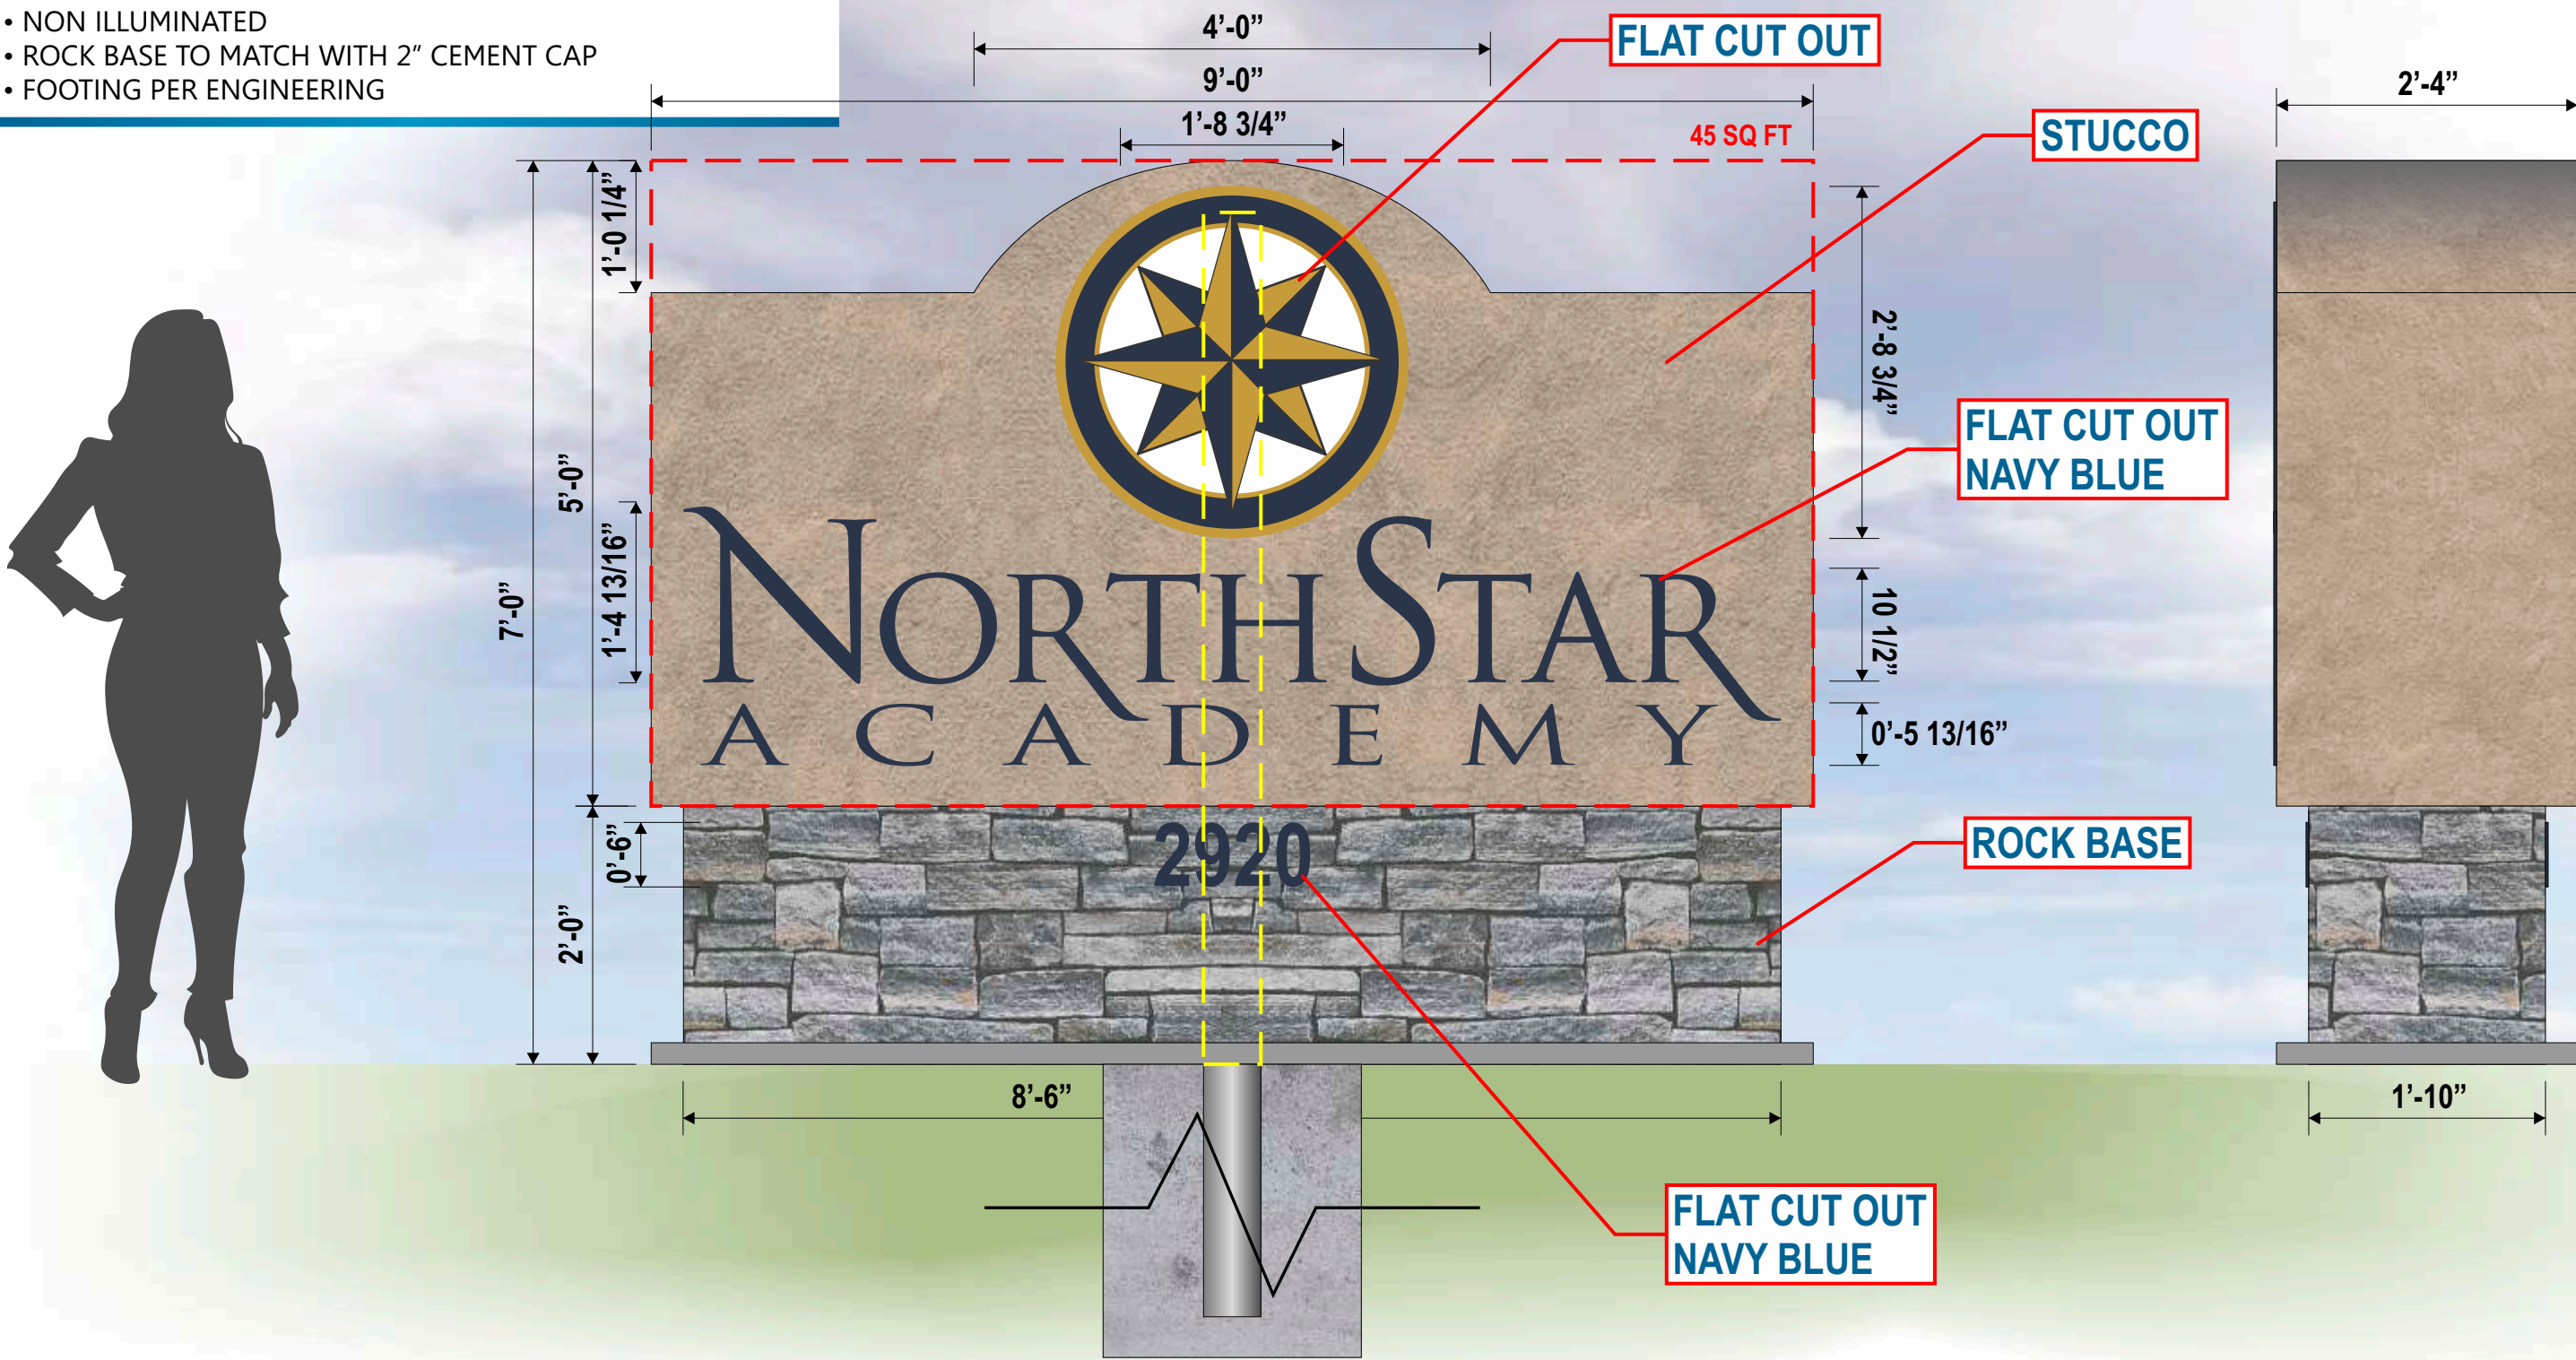 • NON ILLUMINATED
• ROCK BASE TO MATCH WITH 2” CEMENT CAP
• FOOTING PER ENGINEERING
4’-0”
9’-0”
1’-8 3/4”
45 SQ FT
FLAT CUT OUT
STUCCO
2’-4”
1’-0 1/4”
5’-0”
7’-0”
1’-4 13/16”
2’-8 3/4”
FLAT CUT OUT
NAVY BLUE
NORTHSTAR
ACADEMY
10 1/2”
0’-5 13/16”
2920
0’-6”
2’-0”
ROCK BASE
8’-6”
1’-10”
FLAT CUT OUT
NAVY BLUE